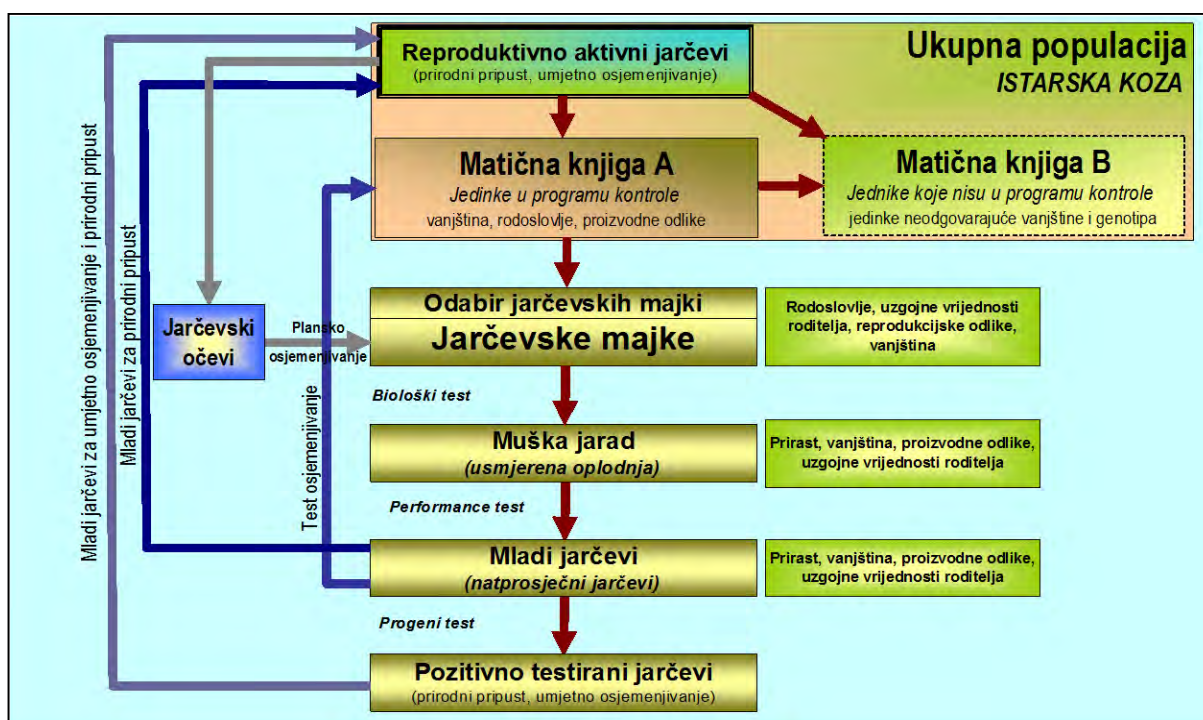 Reproduktivno aktivni jarčevi
(prirodni pripust, umjetno osjemenjivanje)
Ukupna populacija
ISTARSKA KOZA
Matična knjiga A
Jedinke u programu kontrole
vanjština, rodoslovlje, proizvodne odlike
Matična knjiga B
Jednike koje nisu u programu kontrole
jedinke neodgovarajuće vanjštine i genotipa
Mladi jarčevi za umjetno osjemenjivanje i prirodni pripust
Mladi jarčevi za prirodni pripust
Jarčevski
očevi
Plansko
osjemenjivanje
Test osjemenjivanje
Odabir jarčevskih majki
Jarčevske majke
Rodoslovlje, uzgojne vrijednosti
roditelja, reprodukcijske odlike,
vanjština
Biološki test
Muška jarad
(usmjerena oplodnja)
Prirast, vanjština, proizvodne odlike,
uzgojne vrijednosti roditelja
Performance test
Mladi jarčevi
(natprosječni jarčevi)
Prirast, vanjština, proizvodne odlike,
uzgojne vrijednosti roditelja
Progeni test
Pozitivno testirani jarčevi
(prirodni pripust, umjetno osjemenjivanje)